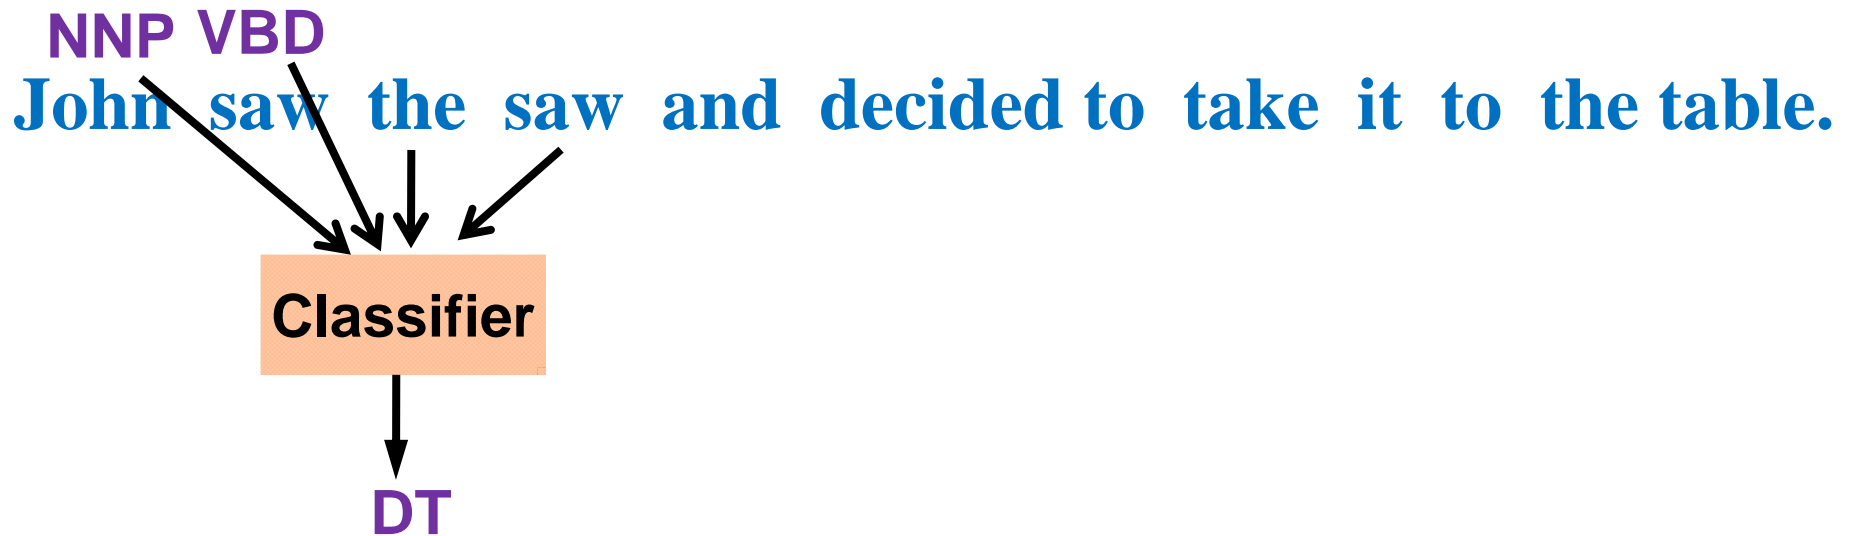 NNP VBD
John saw the saw and decided to take it to the table.
Classifier
DT